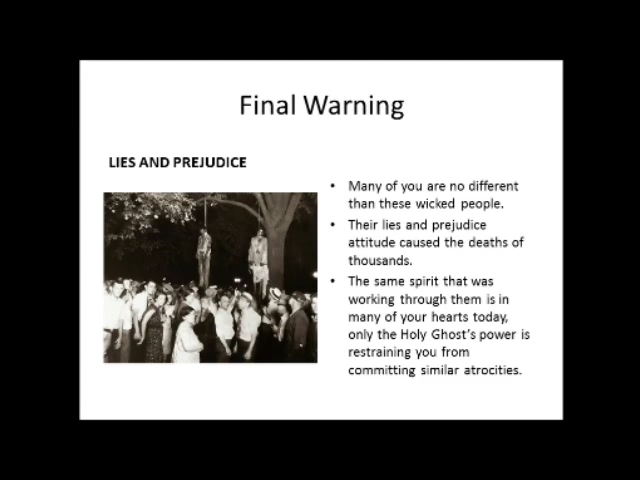 Final Warning
LIES AND PREJUDICE
• Many of you are no different
than these wicked people.
• Their lies and prejudice
attitude caused the deaths of
thousands.
• The same spirit that was
working through them is in
many of your hearts today,
only the Holy Ghost's power is
restraining you from
committing similar atrocities.